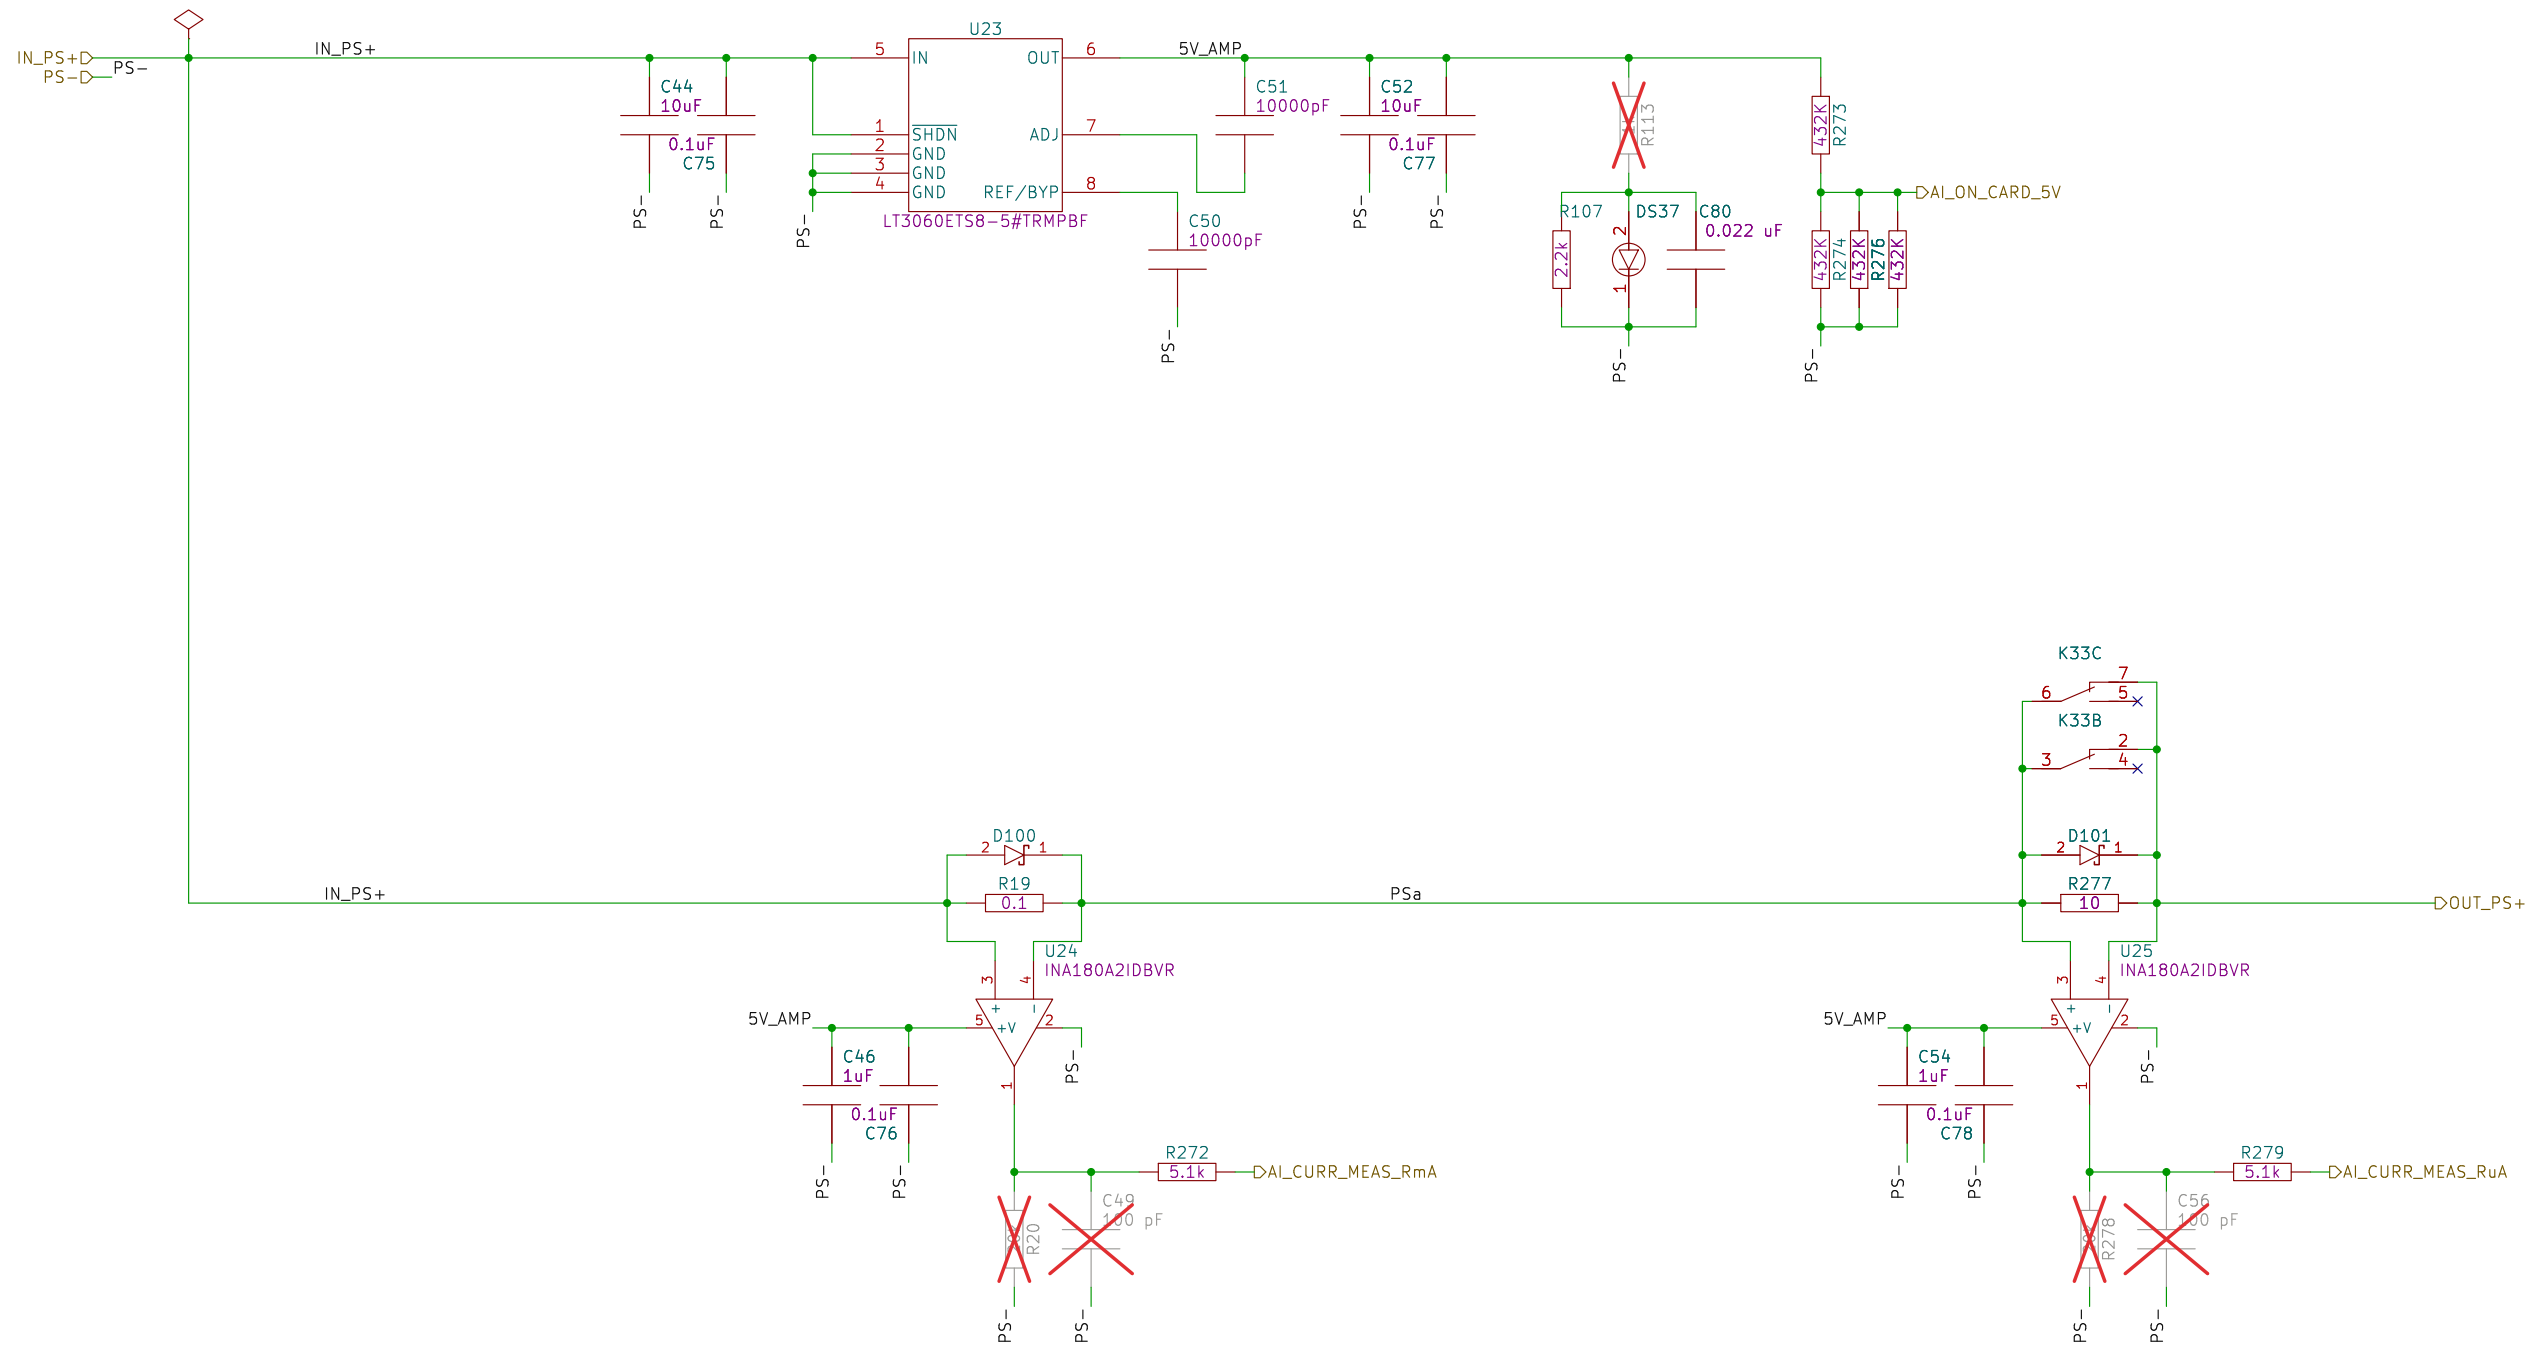 IN_PS+
PS-
PS-
IN_PS+
C44
10uF
0.1uF
C75
PS-
PS-
PS-
U23
5
IN
1
SHDN
2
GND
3
GND
4
GND
OUT
6
ADJ
7
REF/BYP
8
LT3060ETS8-5#TRMPBF
5V_AMP
C51
10000pF
C50
10000pF
PS-
C52
10uF
0.1uF
C77
PS-
PS-
R113
R107
2.2k
DS37
2
1
C80
0.022 uF
PS-
432K
R273
AI_ON_CARD_5V
432K
R274
432K
R276
432K
PS-
K33C
6
7
5
K33B
3
2
4
D101
2
1
R277
10
OUT_PS+
IN_PS+
D100
2
1
R19
0.1
PSa
U24
INA180A2IDBVR
3
4
+
-
5
+V
2
1
5V_AMP
C46
1uF
0.1uF
C76
PS-
PS-
PS-
R272
5.1k
AI_CURR_MEAS_RmA
R20
C49
100 pF
PS-
PS-
U25
INA180A2IDBVR
3
4
+
-
5
+V
2
1
5V_AMP
C54
1uF
0.1uF
C78
PS-
PS-
PS-
R279
5.1k
AI_CURR_MEAS_RuA
R278
C56
100 pF
PS-
PS-